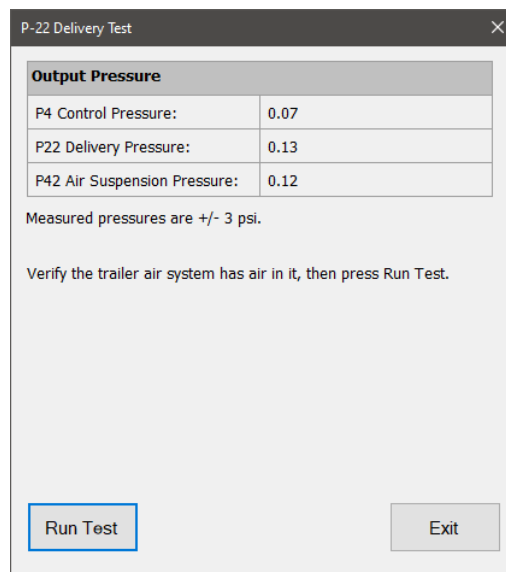 P-22 Delivery Test
Output Pressure
P4 Control Pressure: 0.07
P22 Delivery Pressure: 0.13
P42 Air Suspension Pressure: 0.12
Measured pressures are +/- 3 psi.
Verify the trailer air system has air in it, then press Run Test.
Run Test Exit